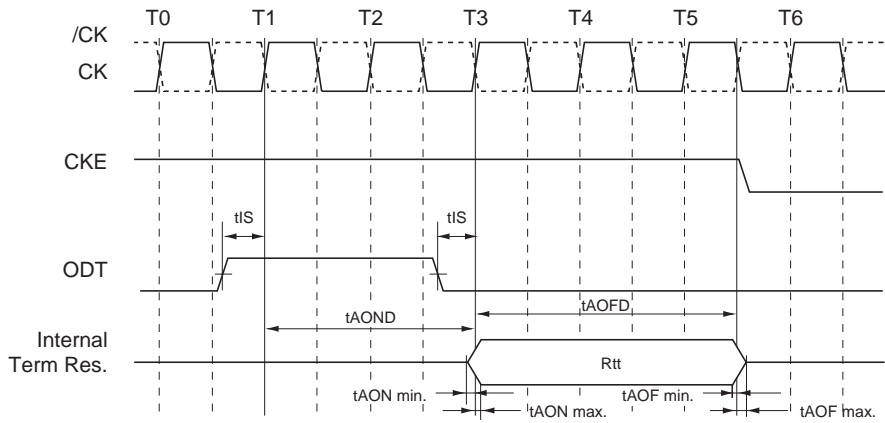 T0 T1 T2 T3 T4 T5 T6
/CK
CK
CKE
tIS tIS
ODT
tAOND tAOFD
Internal
Term Res.
Rtt
tAON min. tAOF min.
tAON max. tAOF max.